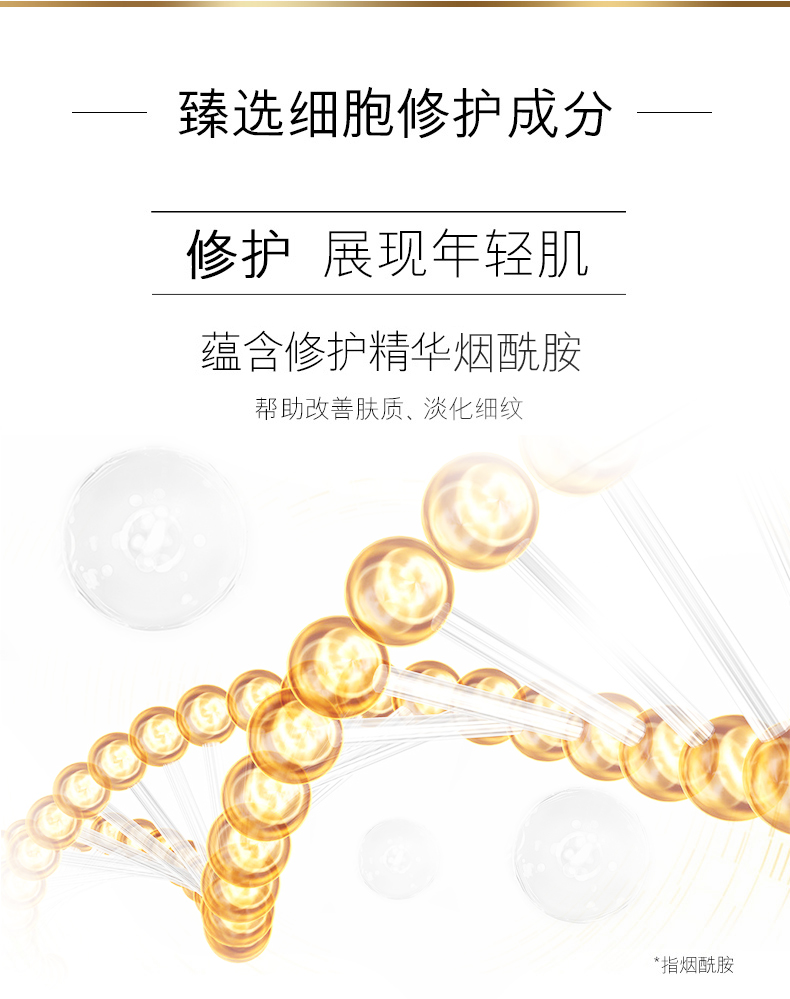 臻选细胞修护成分
修护 展现年轻肌
蕴含修护精华烟酰胺
帮助改善肤质、淡化细纹
*指烟酰胺